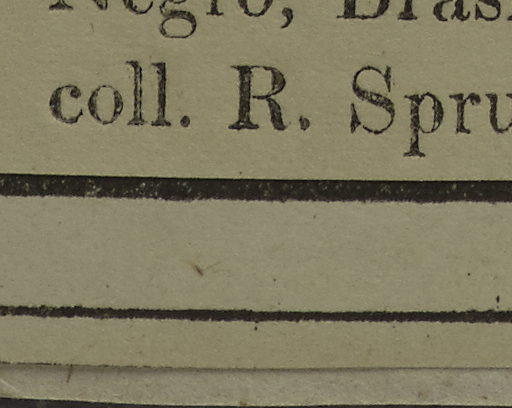 Negro, Bras
coll. R. Spru